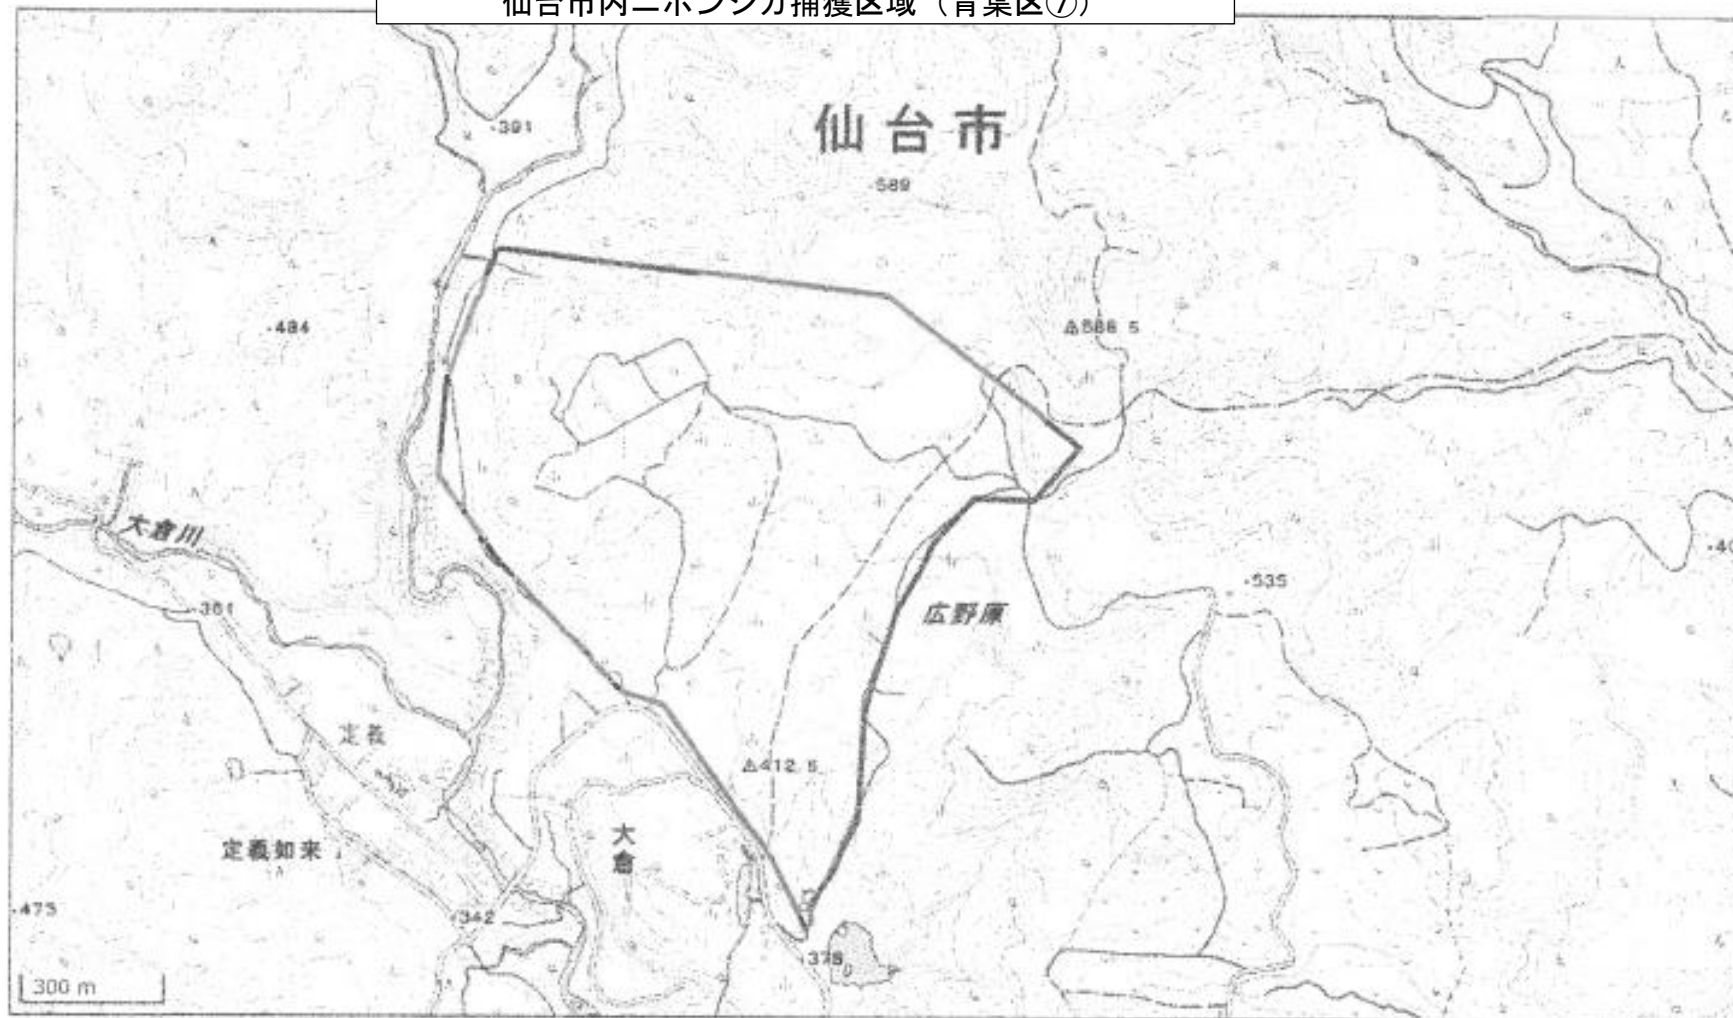 仙台市内ニホンジカ捕獲区域（青葉区⑦）
仙台市
・391
・589
・484
△588.5
大倉川
・361
・535
広野原
定義
△412.5
大倉
定義如来
・473
・342
・378
300 m